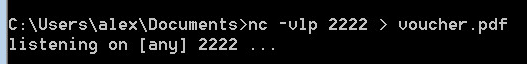 C:\Users\alex\Documents>nc -vlp 2222 > voucher.pdf
listening on [any] 2222 ...